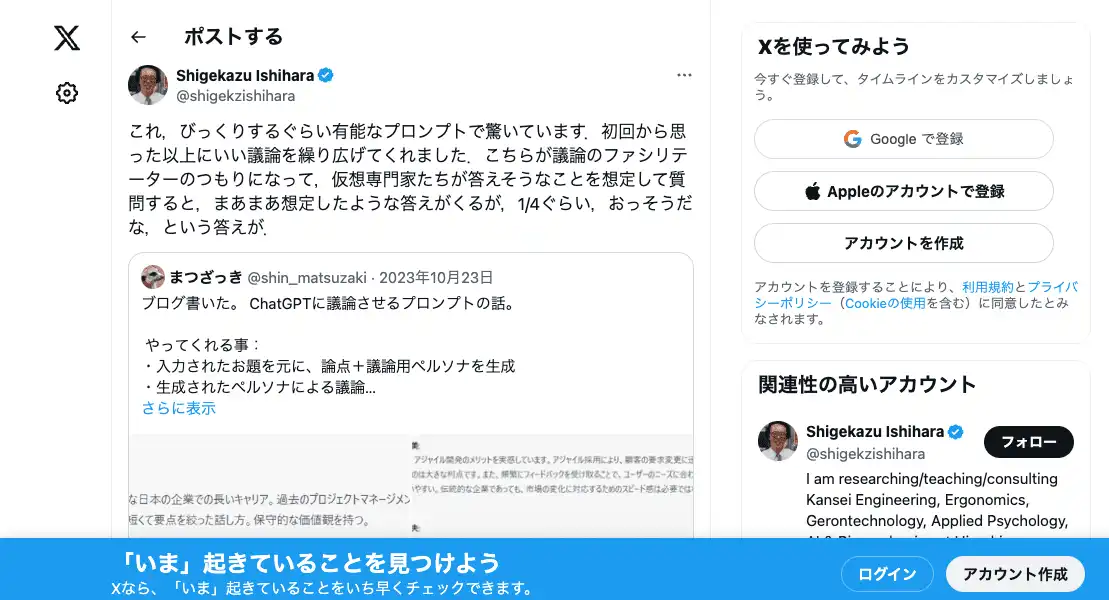 ポストする
Shigekazu Ishihara
@shigekzishihara
これ，びっくりするぐらい有能なプロンプトで驚いています．初回から思
った以上にいい議論を繰り広げてくれました．こちらが議論のファシリテ
ーターのつもりになって，仮想専門家たちが答えそうなことを想定して質
問すると，まあまあ想定したような答えがくるが，1/4ぐらい，おっそうだ
な，という答えが．
まつざっき @shin_matsuzaki · 2023年10月23日
ブログ書いた。 ChatGPTに議論させるプロンプトの話。
やってくれる事：
・入力されたお題を元に、論点＋議論用ペルソナを生成
・生成されたペルソナによる議論...
さらに表示
アジャイル開発のメリットを実感しています。アジャイル採用により、顧客の要求変更に
のは大きな利点です。また、頻繁にフィードバックを受け取ることで、ユーザーのニーズに合わ
やすい。伝統的な企業であっても、市場の変化に対応するためのスピード感は必要では
な日本の企業での長いキャリア。過去のプロジェクトマネージメン
短くて要点を絞った話し方。保守的な価値観を持つ。
Xを使ってみよう
今すぐ登録して、タイムラインをカスタマイズしましょ
う。
Google で登録
Appleのアカウントで登録
アカウントを作成
アカウントを登録することにより、利用規約とプライバ
シーポリシー（Cookieの使用を含む）に同意したとみ
なされます。
関連性の高いアカウント
Shigekazu Ishihara
@shigekzishihara
フォロー
I am researching/teaching/consulting
Kansei Engineering, Ergonomics,
Gerontechnology, Applied Psychology,
「いま」起きていることを見つけよう
Xなら、「いま」起きていることをいち早くチェックできます。
ログイン
アカウント作成